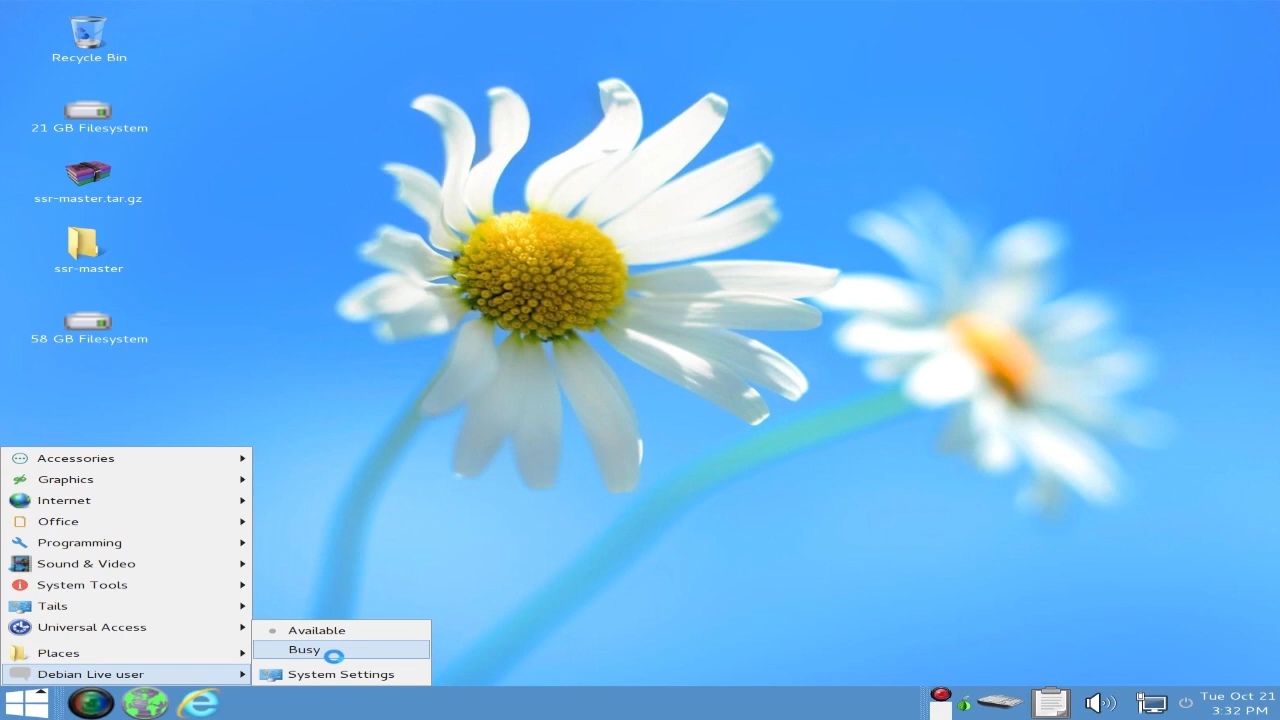 Recycle Bin
21 GB Filesystem
ssr-master.tar.gz
ssr-master
58 GB Filesystem
Accessories
Graphics
Internet
Office
Programming
Sound & Video
System Tools
Tails
Universal Access
Places
Debian Live user
Available
Busy
System Settings
Tue Oct 21
3:32 PM